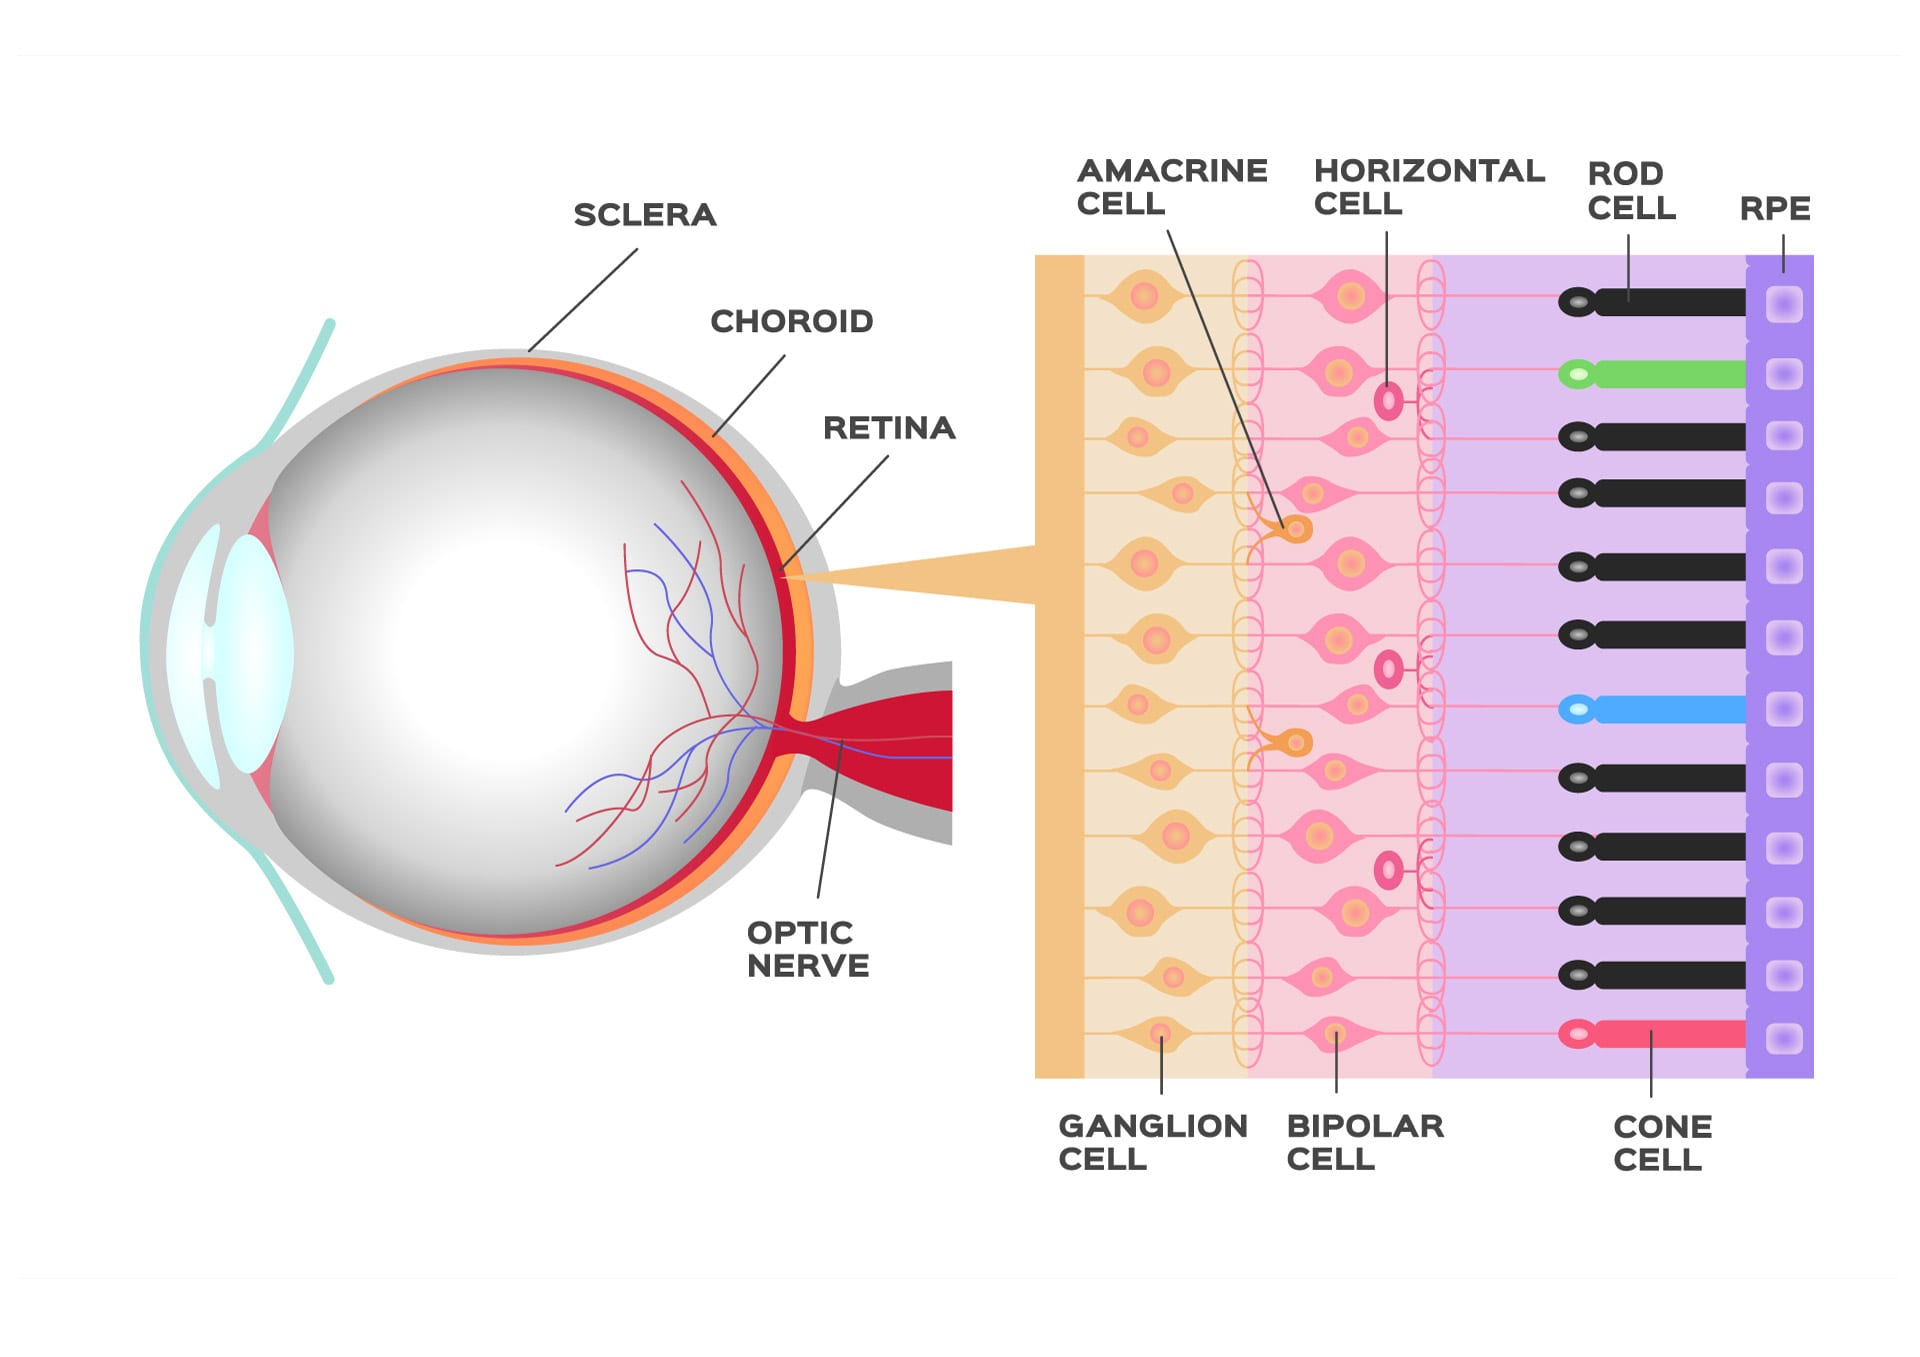 SCLERA
CHOROID
RETINA
OPTIC
NERVE
AMACRINE
CELL
HORIZONTAL
CELL
ROD
CELL
RPE
GANGLION
CELL
BIPOLAR
CELL
CONE
CELL